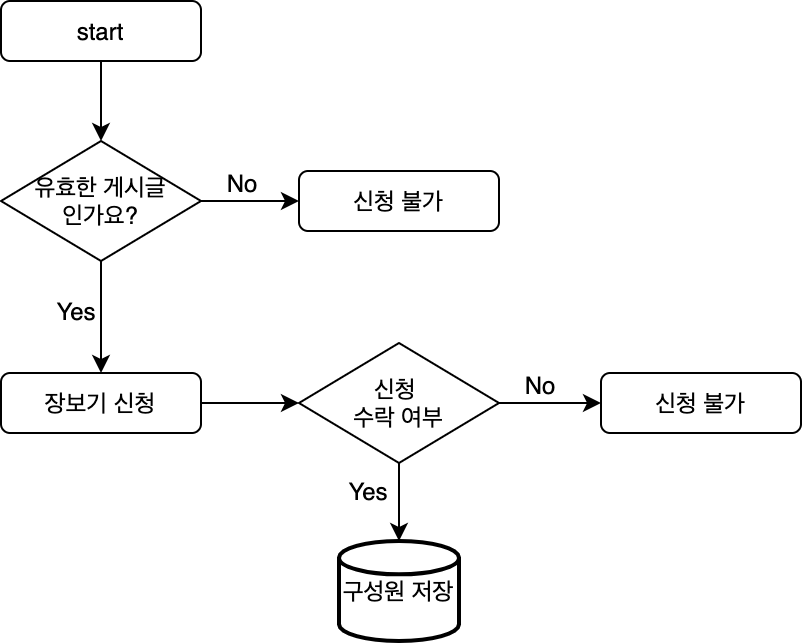 start
유효한 게시글
인가요?
No
신청 불가
Yes
장보기 신청
신청
수락 여부
No
신청 불가
Yes
구성원 저장